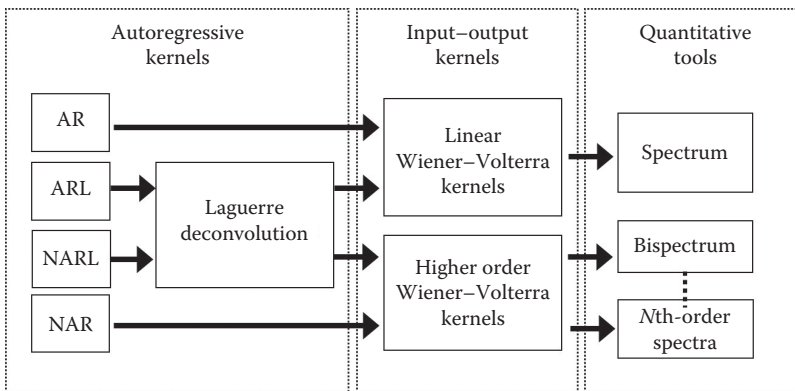 Autoregressive
kernels
Input–output
kernels
Quantitative
tools
AR
ARL
NARL
NAR
Laguerre
deconvolution
Linear
Wiener–Volterra
kernels
Higher order
Wiener–Volterra
kernels
Spectrum
Bispectrum
Nth-order
spectra